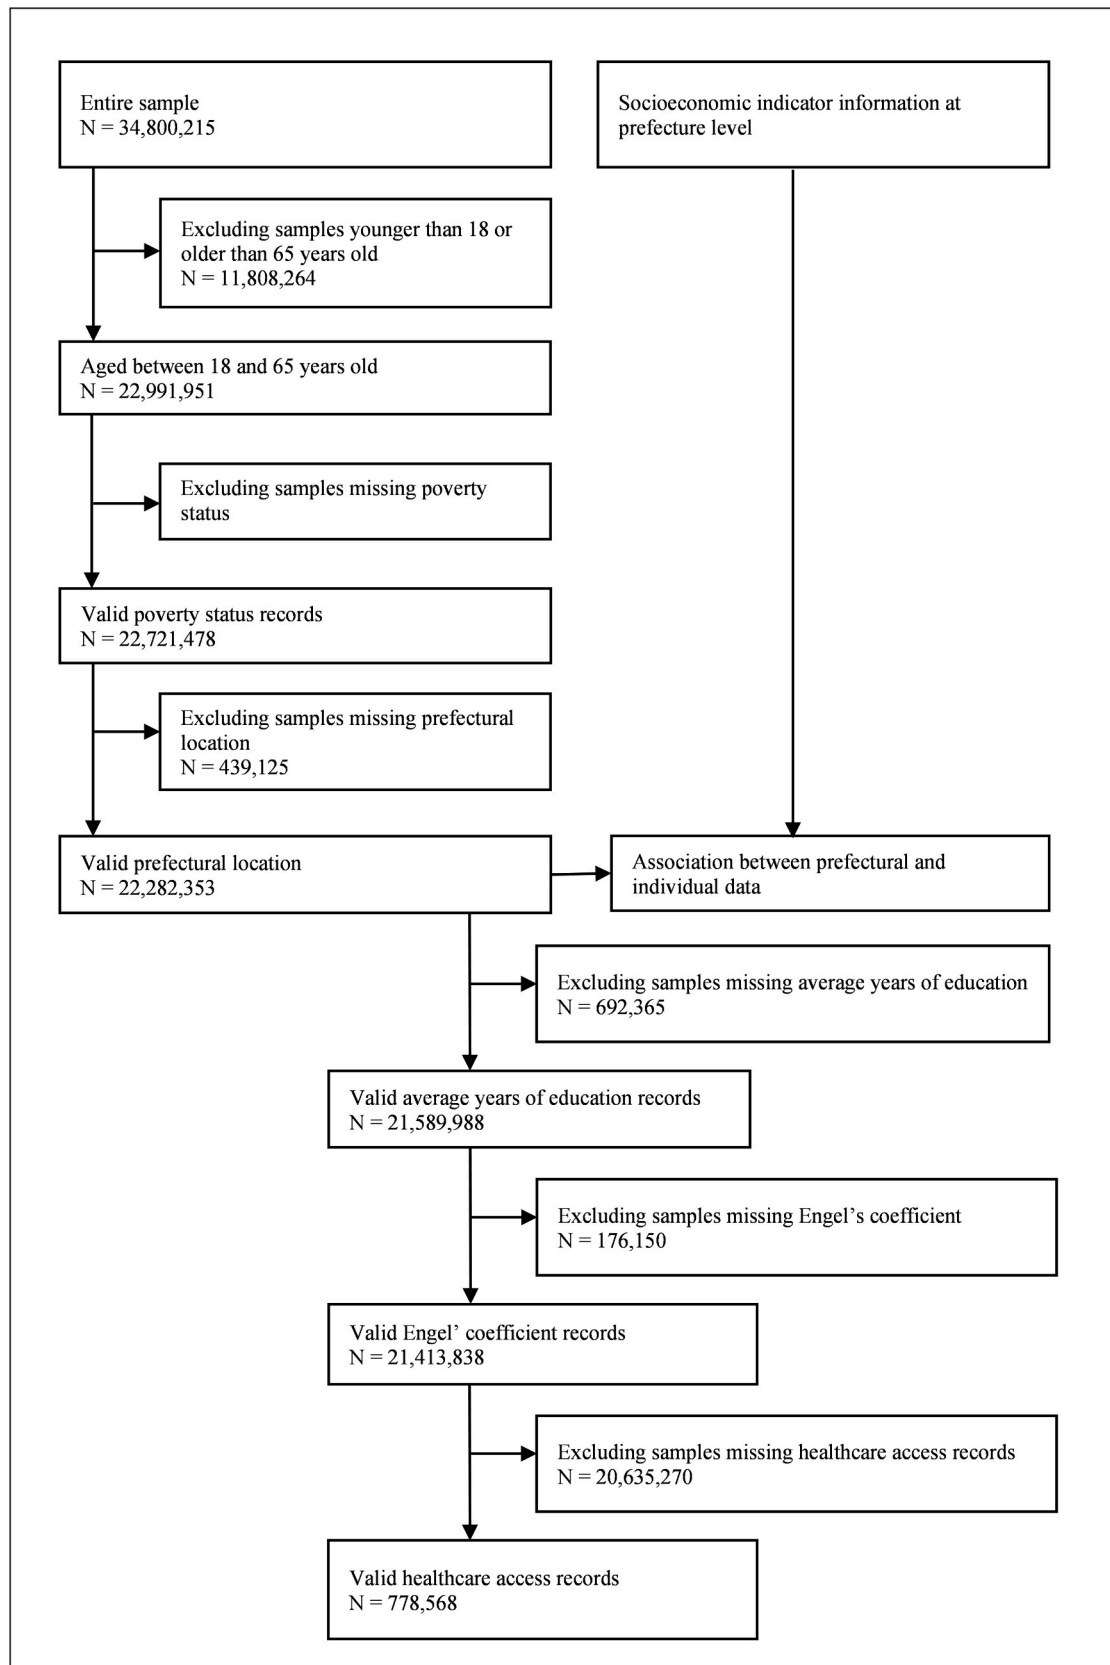 Entire sample
N = 34,800,215
Socioeconomic indicator information at
prefecture level
Excluding samples younger than 18 or
older than 65 years old
N = 11,808,264
Aged between 18 and 65 years old
N = 22,991,951
Excluding samples missing poverty
status
Valid poverty status records
N = 22,721,478
Excluding samples missing prefectural
location
N = 439,125
Valid prefectural location
N = 22,282,353
Association between prefectural and
individual data
Excluding samples missing average years of education
N = 692,365
Valid average years of education records
N = 21,589,988
Excluding samples missing Engel’s coefficient
N = 176,150
Valid Engel’ coefficient records
N = 21,413,838
Excluding samples missing healthcare access records
N = 20,635,270
Valid healthcare access records
N = 778,568